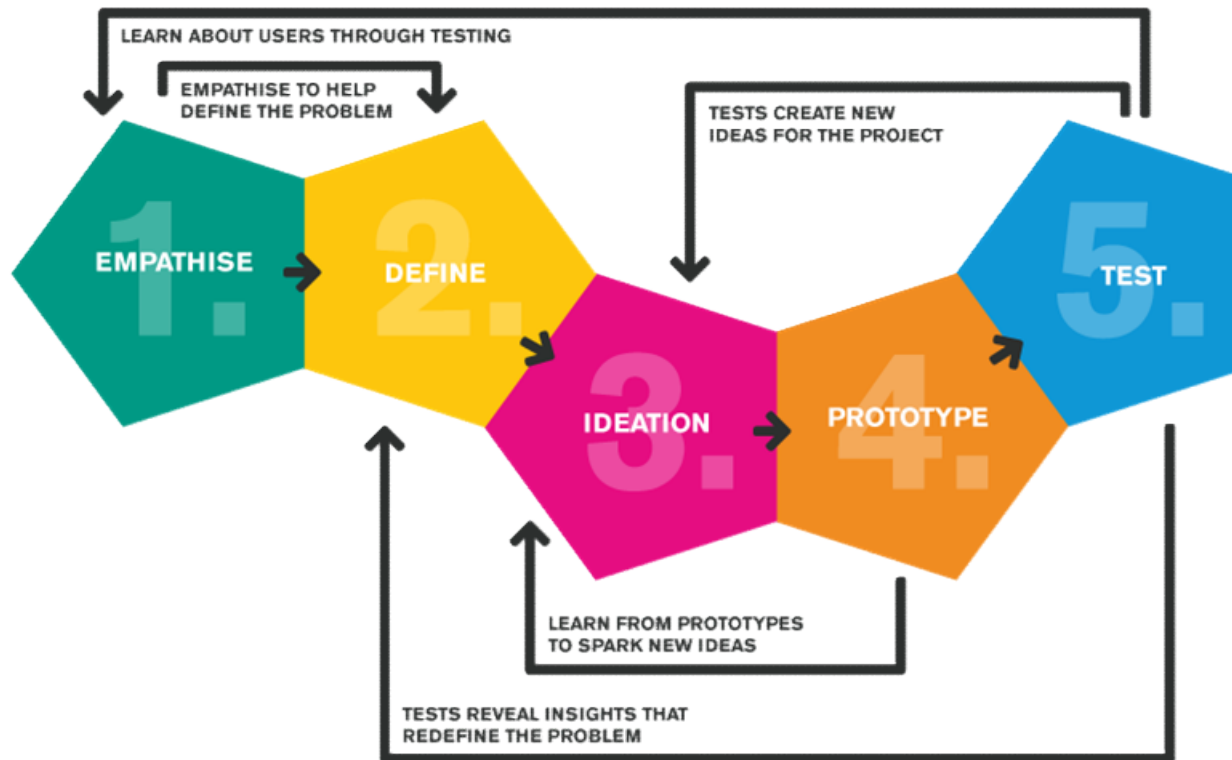 LEARN ABOUT USERS THROUGH TESTING
EMPATHISE TO HELP
DEFINE THE PROBLEM
TESTS CREATE NEW
IDEAS FOR THE PROJECT
1.
EMPATHISE
2.
DEFINE
3.
IDEATION
4.
PROTOTYPE
5.
TEST
LEARN FROM PROTOTYPES
TO SPARK NEW IDEAS
TESTS REVEAL INSIGHTS THAT
REDEFINE THE PROBLEM